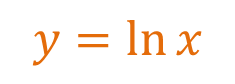 y = ln x